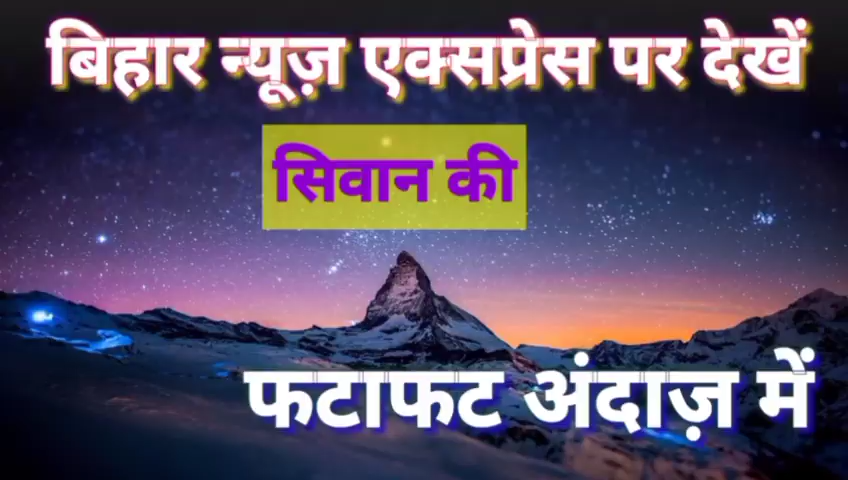 बिहार न्यूज़ एक्सप्रेस पर देखें
सिवान की
फटाफट अंदाज़ में